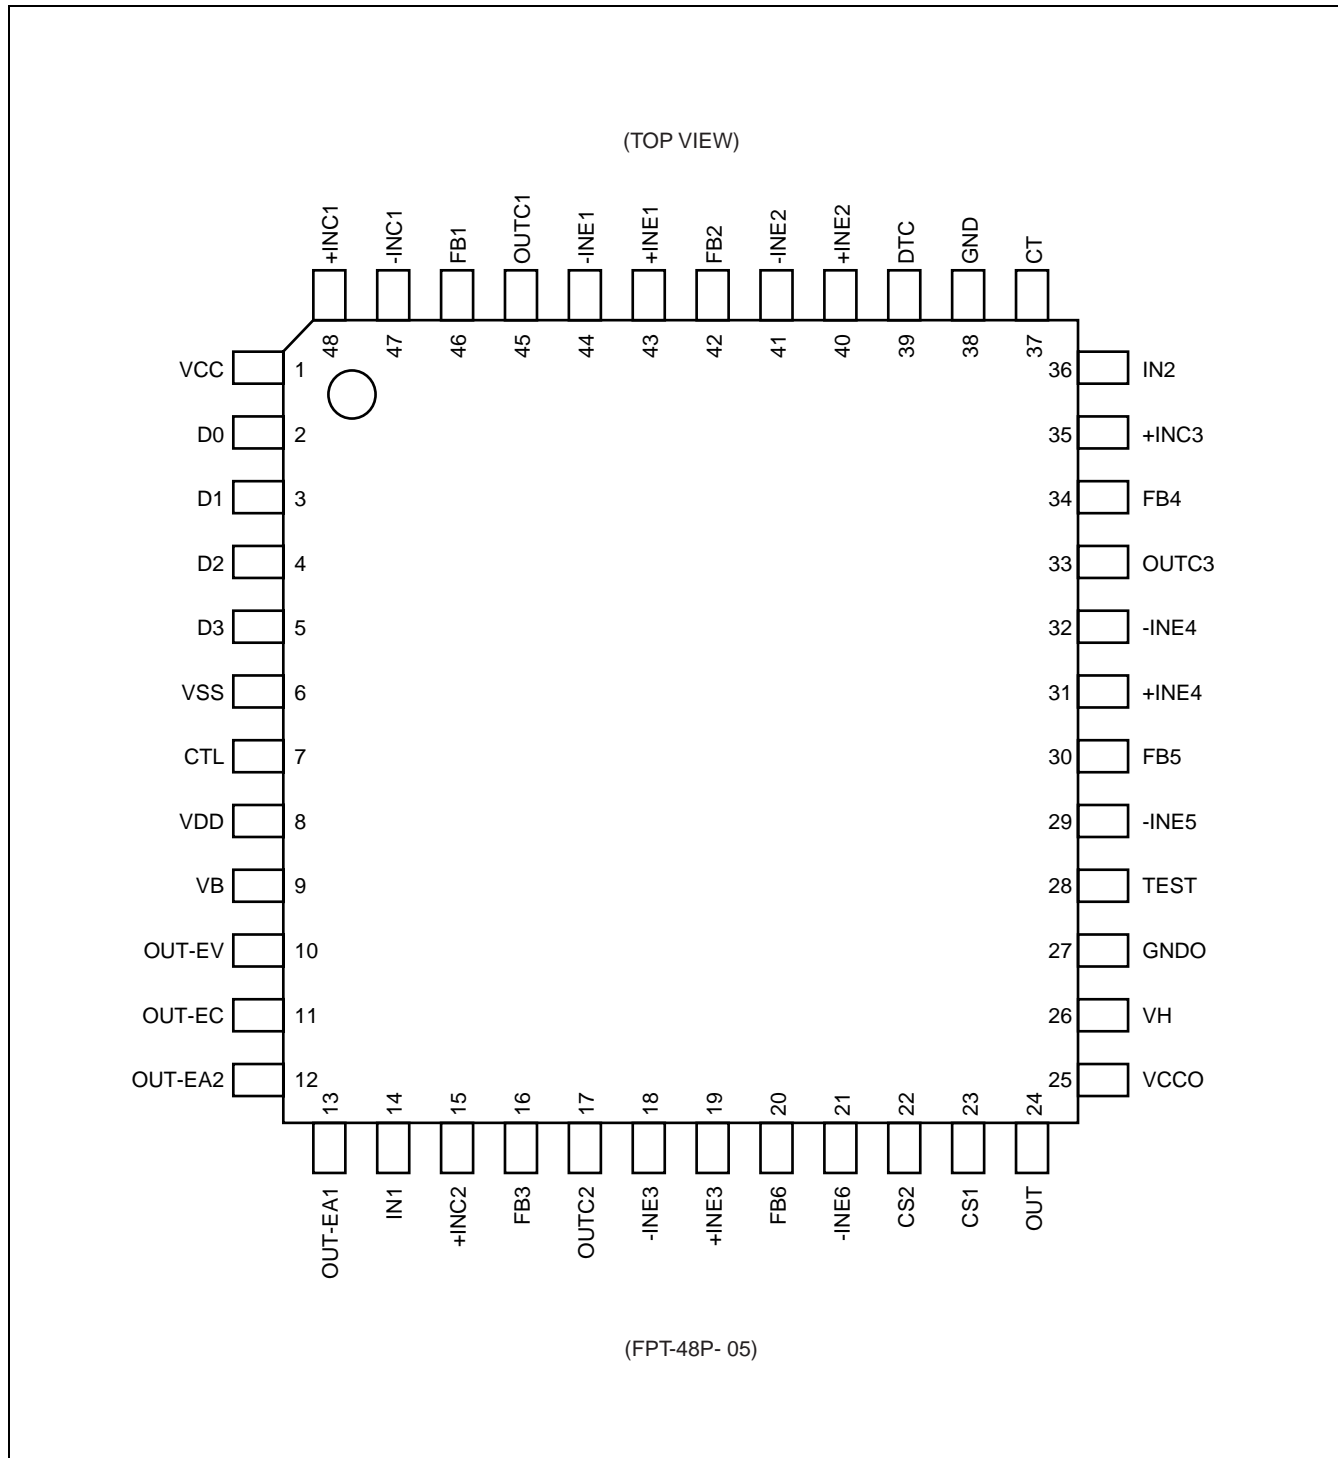 (TOP VIEW)
+INC1
-INC1
FB1
OUTC1
-INE1
+INE1
FB2
-INE2
+INE2
DTC
GND
CT
48
47
46
45
44
43
42
41
40
39
38
37
VCC 1
D0 2
D1 3
D2 4
D3 5
VSS 6
CTL 7
VDD 8
VB 9
OUT-EV 10
OUT-EC 11
OUT-EA2 12
36 IN2
35 +INC3
34 FB4
33 OUTC3
32 -INE4
31 +INE4
30 FB5
29 -INE5
28 TEST
27 GNDO
26 VH
25 VCCO
13
14
15
16
17
18
19
20
21
22
23
24
OUT-EA1
IN1
+INC2
FB3
OUTC2
-INE3
+INE3
FB6
-INE6
CS2
CS1
OUT
(FPT-48P- 05)